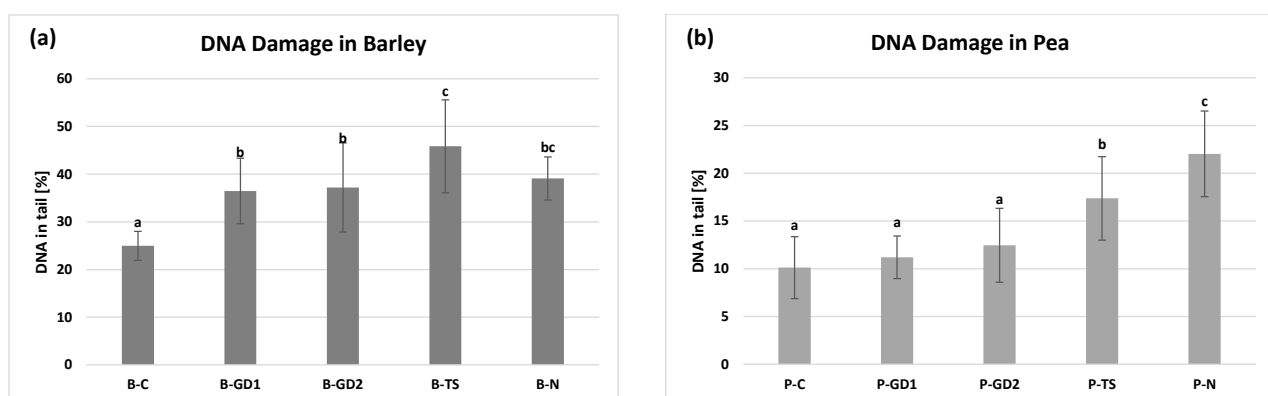 (a)
DNA Damage in Barley
DNA in tail [%]
60
50
40
30
20
10
0
a
b
b
c
bc
B-C
B-GD1
B-GD2
B-TS
B-N
(b)
DNA Damage in Pea
DNA in tail [%]
30
25
20
15
10
5
0
a
a
a
b
c
P-C
P-GD1
P-GD2
P-TS
P-N